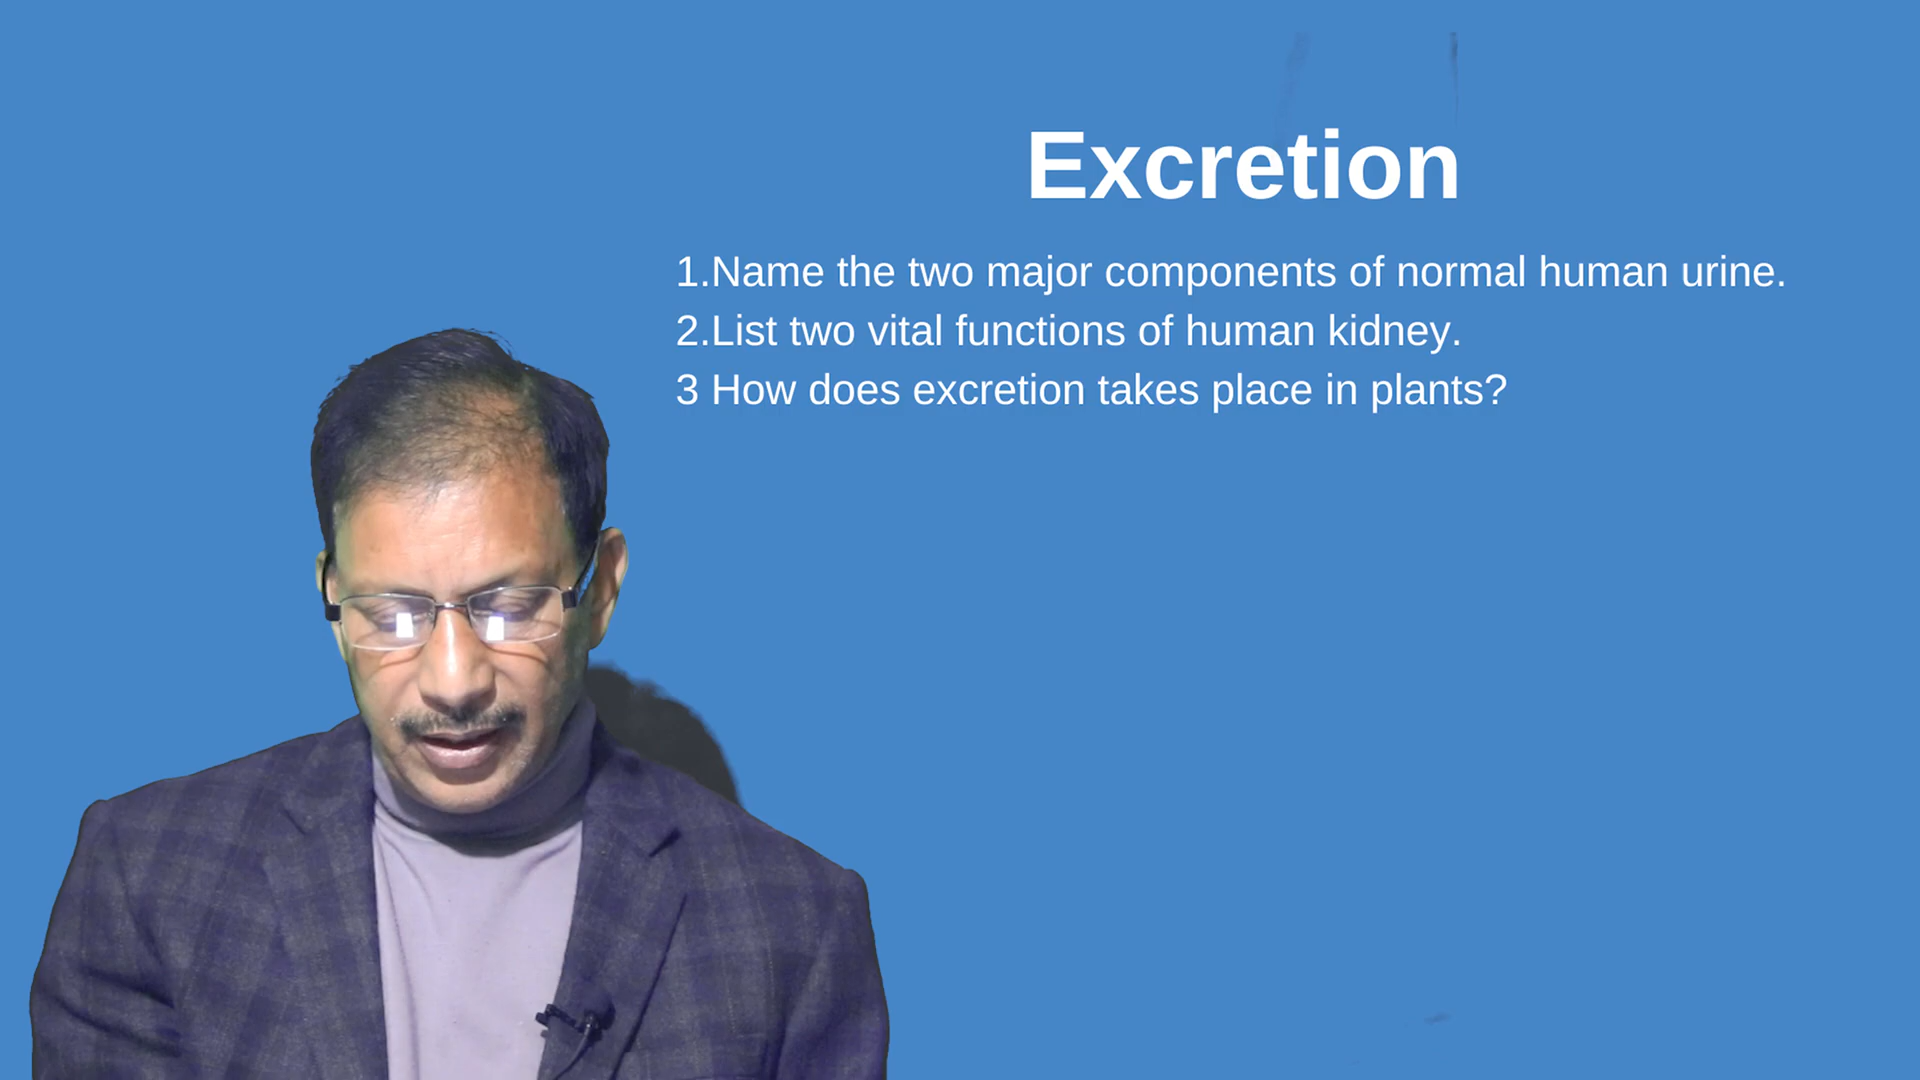 Excretion
1.Name the two major components of normal human urine.
2.List two vital functions of human kidney.
3 How does excretion takes place in plants?